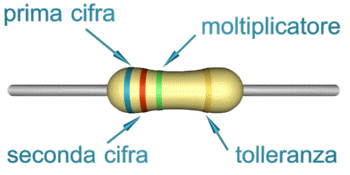 prima cifra
moltiplicatore
seconda cifra
tolleranza